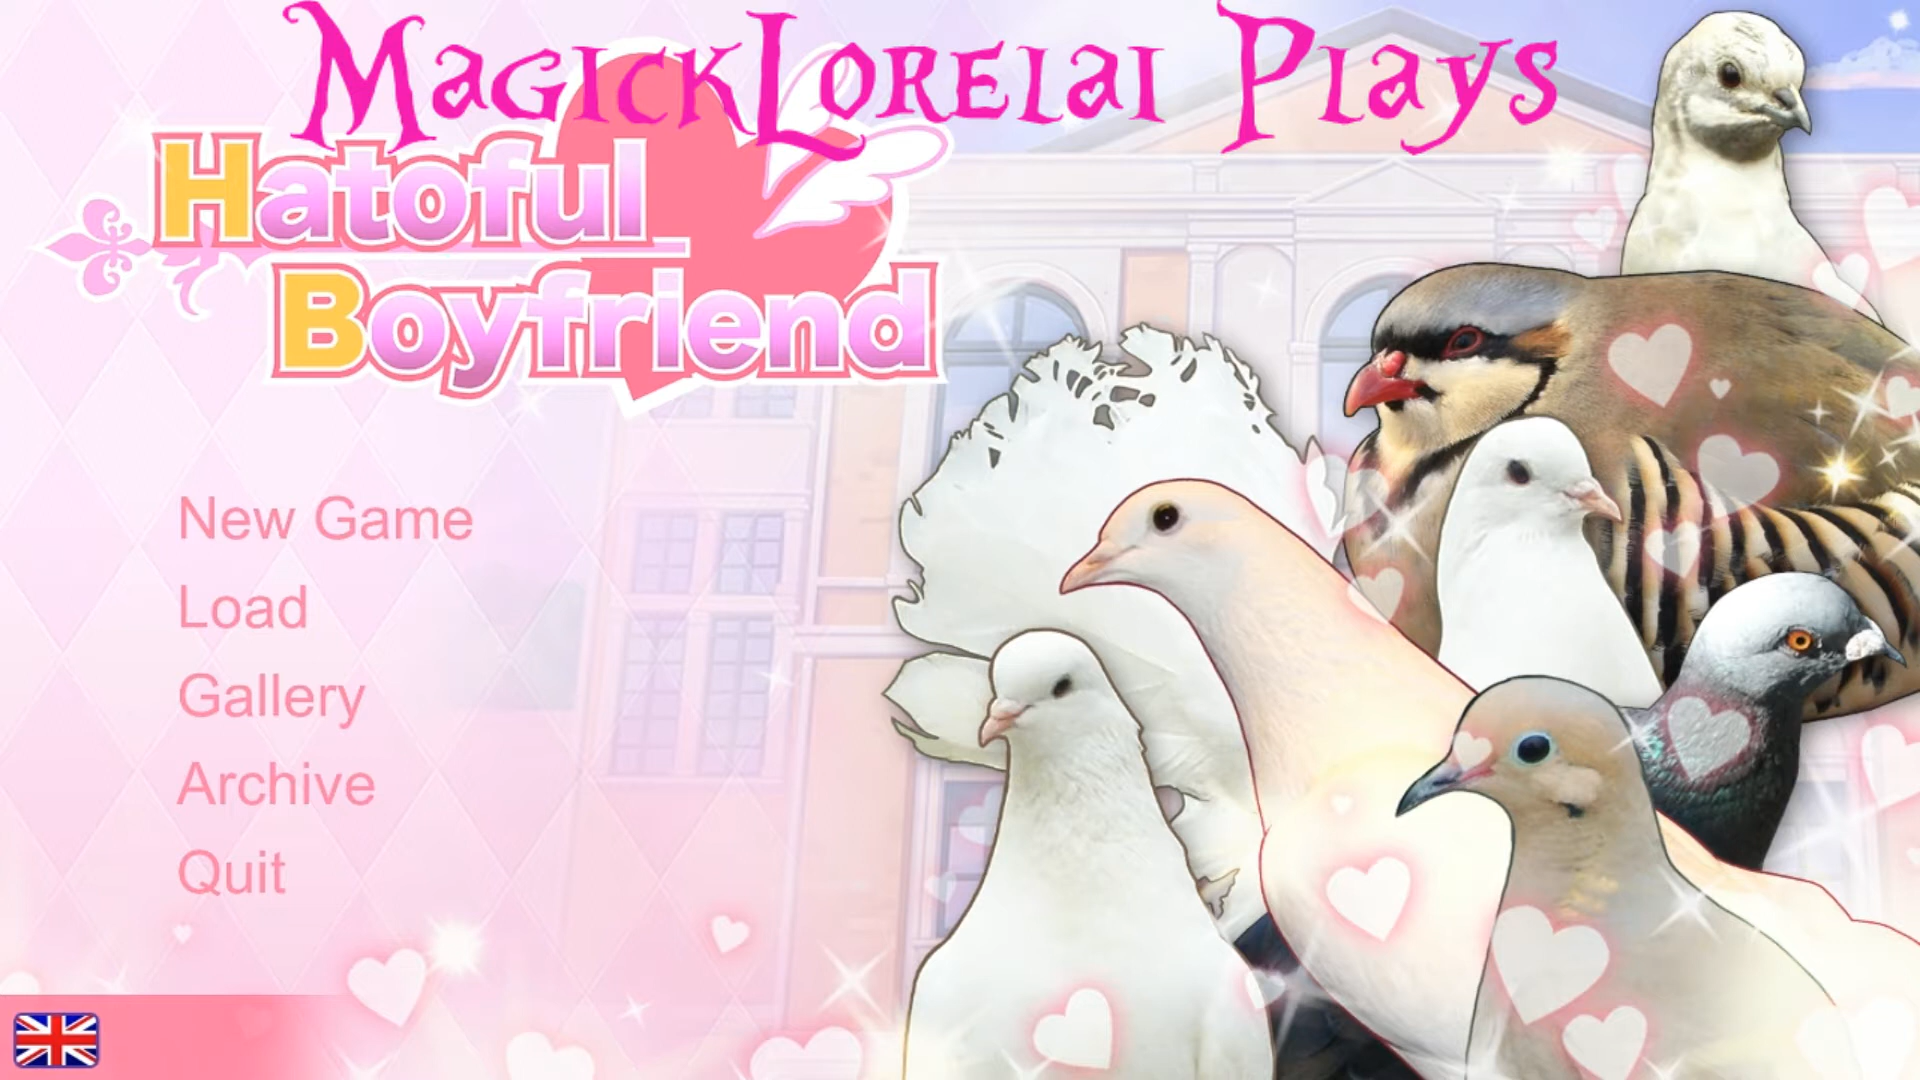 MagickLorelai Plays
Hatoful
Boyfriend
New Game
Load
Gallery
Archive
Quit